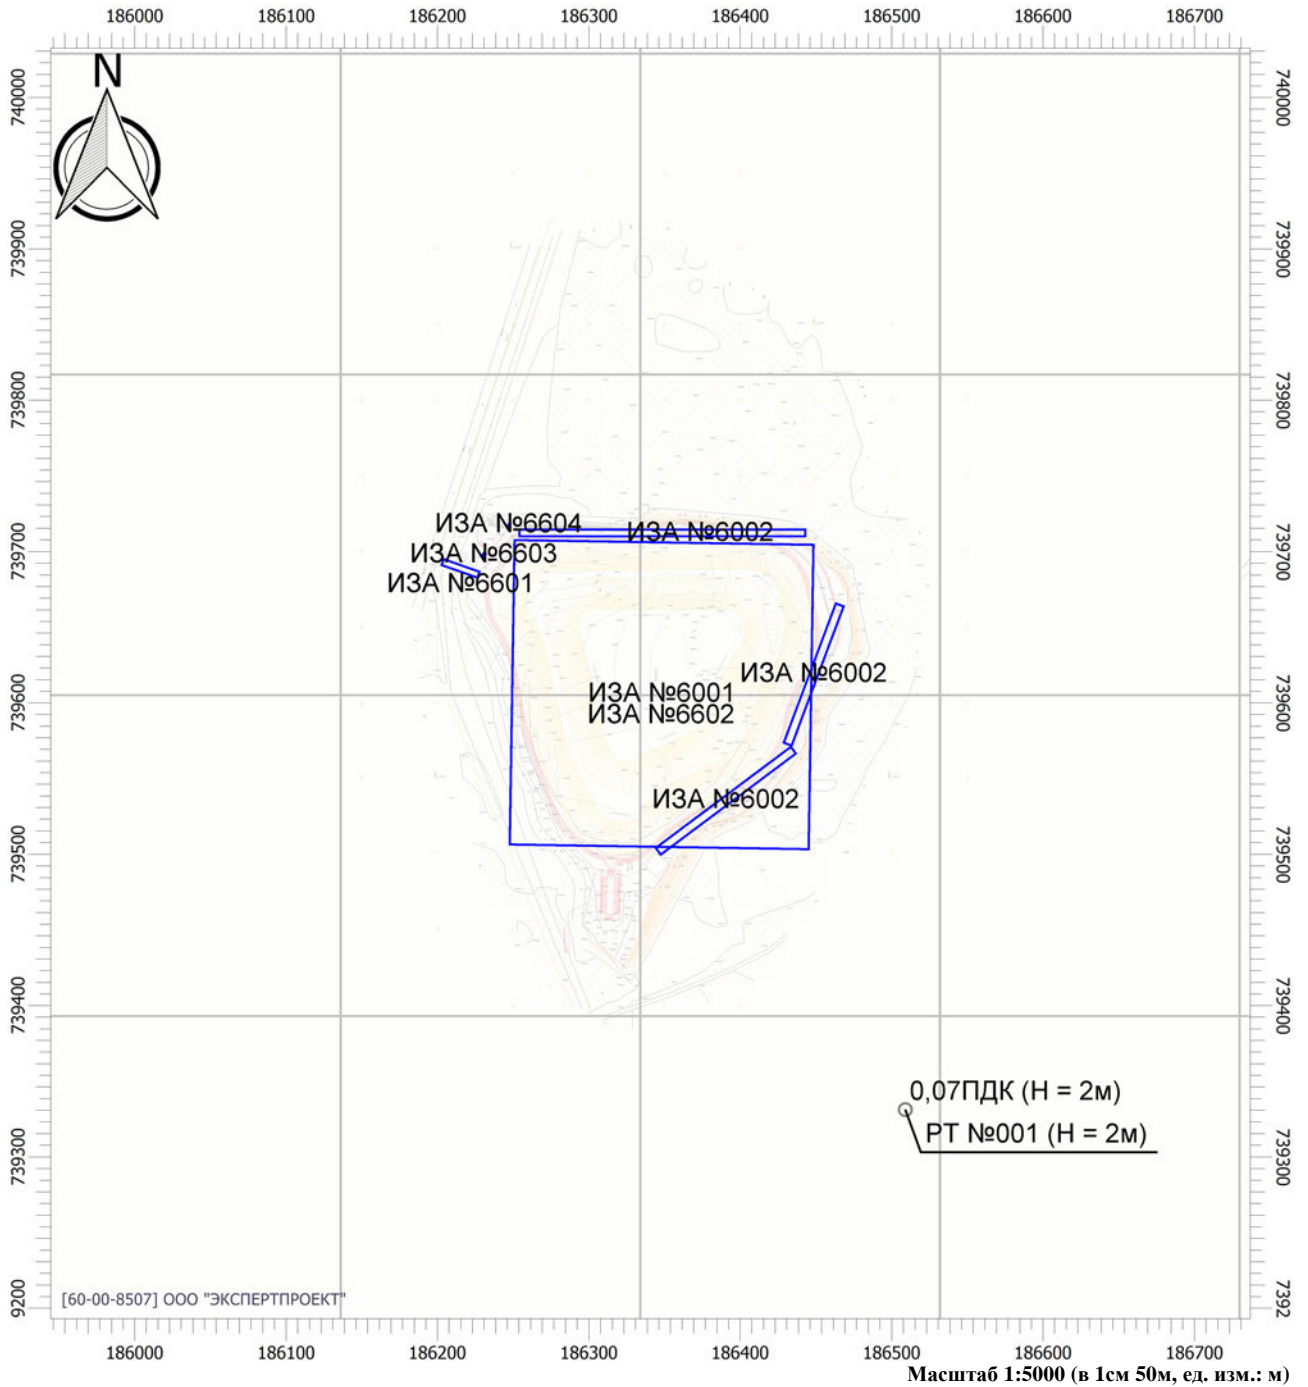 186000 186100 186200 186300 186400 186500 186600 186700
N
740000 740000
739900 739900
739800 739800
739700 739700
739600 739600
739500 739500
739400 739400
739300 739300
9200 7392
ИЗА №6604
ИЗА №6002
ИЗА №6603
ИЗА №6601
ИЗА №6002
ИЗА №6001
ИЗА №6602
ИЗА №6002
0,07ПДК (Н = 2м)
РТ №001 (Н = 2м)
[60-00-8507] ООО "ЭКСПЕРТПРОЕКТ"
186000 186100 186200 186300 186400 186500 186600 186700
Масштаб 1:5000 (в 1см 50м, ед. изм.: м)